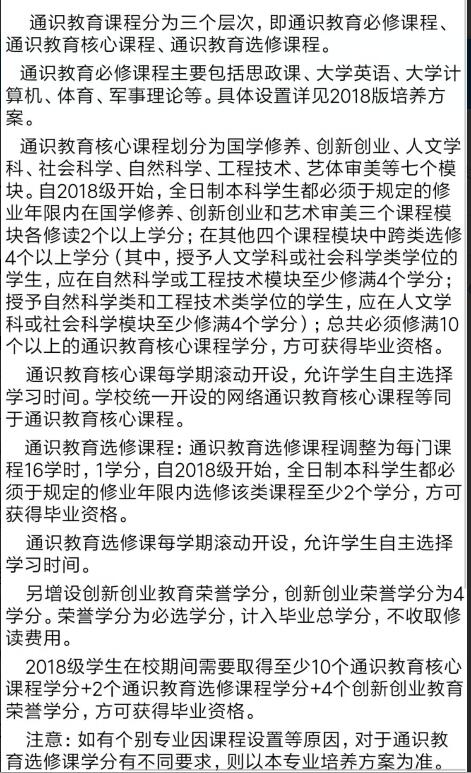 通识教育课程分为三个层次，即通识教育必修课程、
通识教育核心课程、通识教育选修课程。
通识教育必修课程主要包括思政课、大学英语、大学计
算机、体育、军事理论等。具体设置详见2018版培养方
案。
通识教育核心课程划分为国学修养、创新创业、人文学
科、社会科学、自然科学、工程技术、艺体审美等七个模
块。自2018级开始，全日制本科学生都必须于规定的修
业年限内在国学修养、创新创业和艺术审美三个课程模
块各修读2个以上学分；在其他四个课程模块中跨类选修
4个以上学分（其中，授予人文学科或社会科学类学位的
学生，应在自然科学或工程技术模块至少修满4个学分；
授予自然科学类和工程技术类学位的学生，应在人文学
科或社会科学模块至少修满4个学分）；总共必须修满10
个以上的通识教育核心课程学分，方可获得毕业资格。
通识教育核心课每学期滚动开设，允许学生自主选择
学习时间。学校统一开设的网络通识教育核心课程等同
于通识教育核心课程。
通识教育选修课程：通识教育选修课程调整为每门课
程16学时，1学分，自2018级开始，全日制本科学生都必
须于规定的修业年限内选修该类课程至少2个学分，方可
获得毕业资格。
通识教育选修课每学期滚动开设，允许学生自主选择
学习时间。
另增设创新创业教育荣誉学分，创新创业荣誉学分为4
学分。荣誉学分为必选学分，计入毕业总学分，不收取修
读费用。
2018级学生在校期间需要取得至少10个通识教育核心
课程学分+2个通识教育选修课程学分+4个创新创业教育
荣誉学分，方可获得毕业资格。
注意：如有个别专业因课程设置等原因，对于通识教
育选修课学分有不同要求，则以本专业培养方案为准。